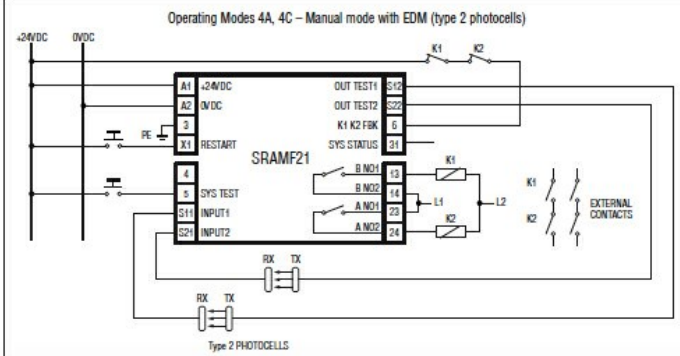 Operating Modes 4A, 4C – Manual mode with EDM (type 2 photocells)
+24VDC 0VDC
K1 K2
A1 +24VDC OUT TEST1 S12
A2 0VDC OUT TEST2 S22
PE 3 K1 K2 FBK 6
X1 RESTART SYS STATUS 31
SRAMF21
4 B NO1 13 K1
5 SYS TEST B NO2 14
S11 INPUT1 A NO1 23
S21 INPUT2 A NO2 24 K2
L1 L2
K1
K2
EXTERNAL
CONTACTS
RX TX
RX TX
Type 2 PHOTOCELLS